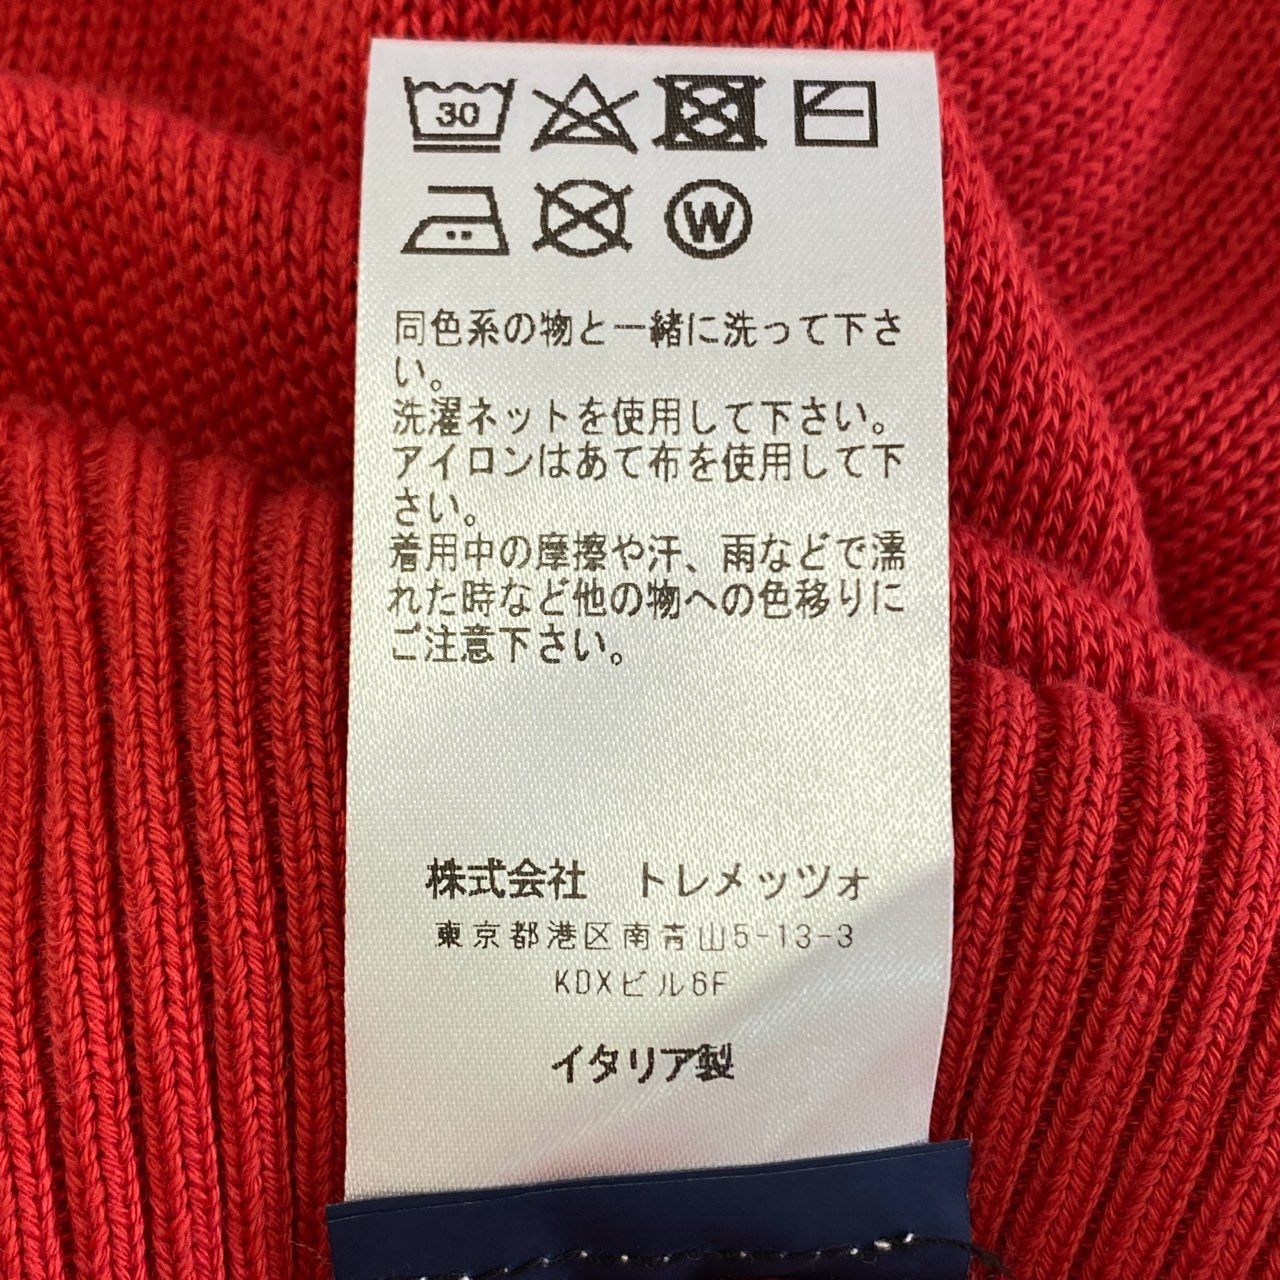 30
W
同色系の物と一緒に洗って下さ
い。
洗濯ネットを使用して下さい。
アイロンはあて布を使用して下
さい。
着用中の摩擦や汗、雨などで濡
れた時など他の物への色移りに
ご注意下さい。
株式会社　トレメッツォ
東京都港区南青山5-13-3
KDXビル6F
イタリア製